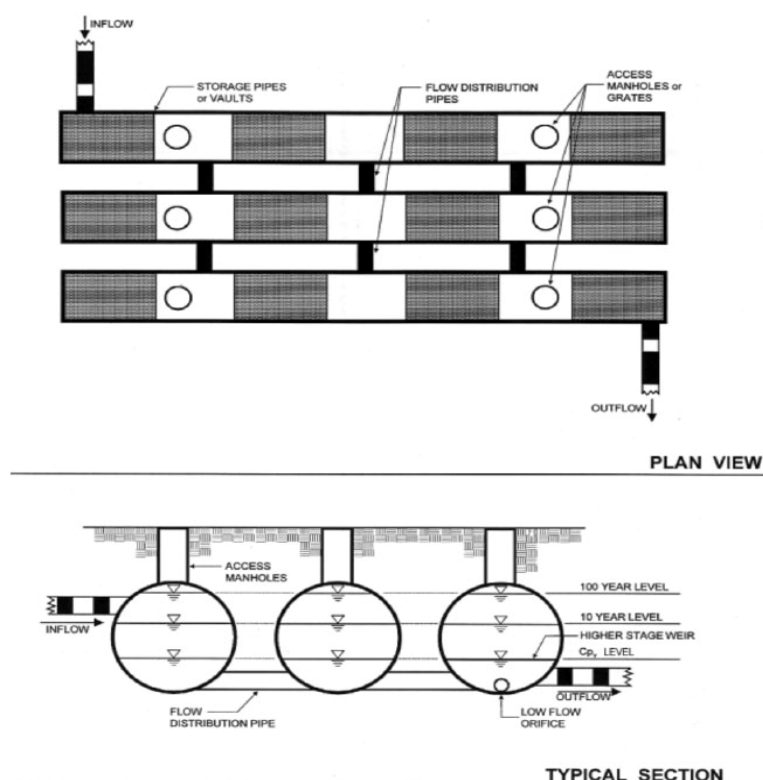 INFLOW
STORAGE PIPES
or VAULTS
FLOW DISTRIBUTION
PIPES
ACCESS
MANHOLES or
GRATES
OUTFLOW
PLAN VIEW
ACCESS
MANHOLES
100 YEAR LEVEL
10 YEAR LEVEL
HIGHER STAGE WEIR
Cpv LEVEL
INFLOW
OUTFLOW
FLOW
DISTRIBUTION PIPE
LOW FLOW
ORIFICE
TYPICAL SECTION